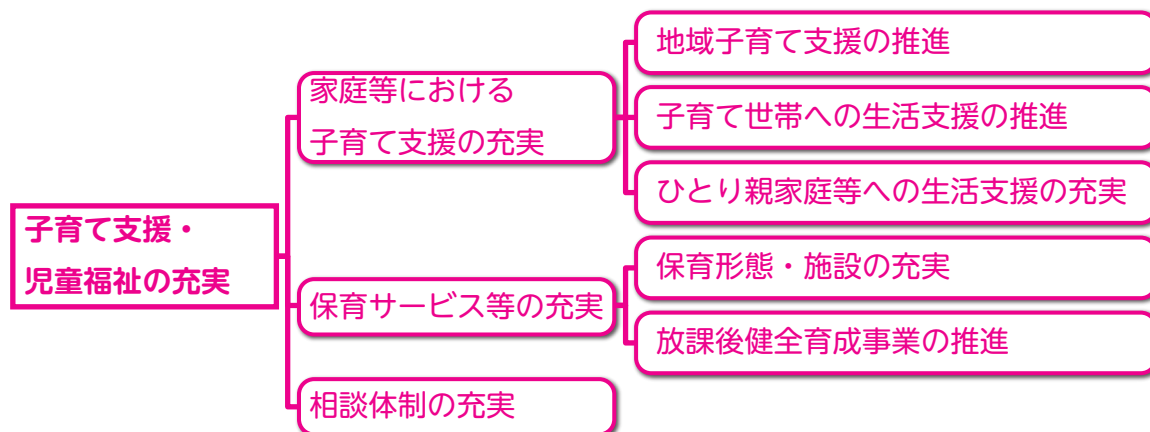 子育て支援・
児童福祉の充実
家庭等における
子育て支援の充実
地域子育て支援の推進
子育て世帯への生活支援の推進
ひとり親家庭等への生活支援の充実
保育サービス等の充実
保育形態・施設の充実
放課後健全育成事業の推進
相談体制の充実